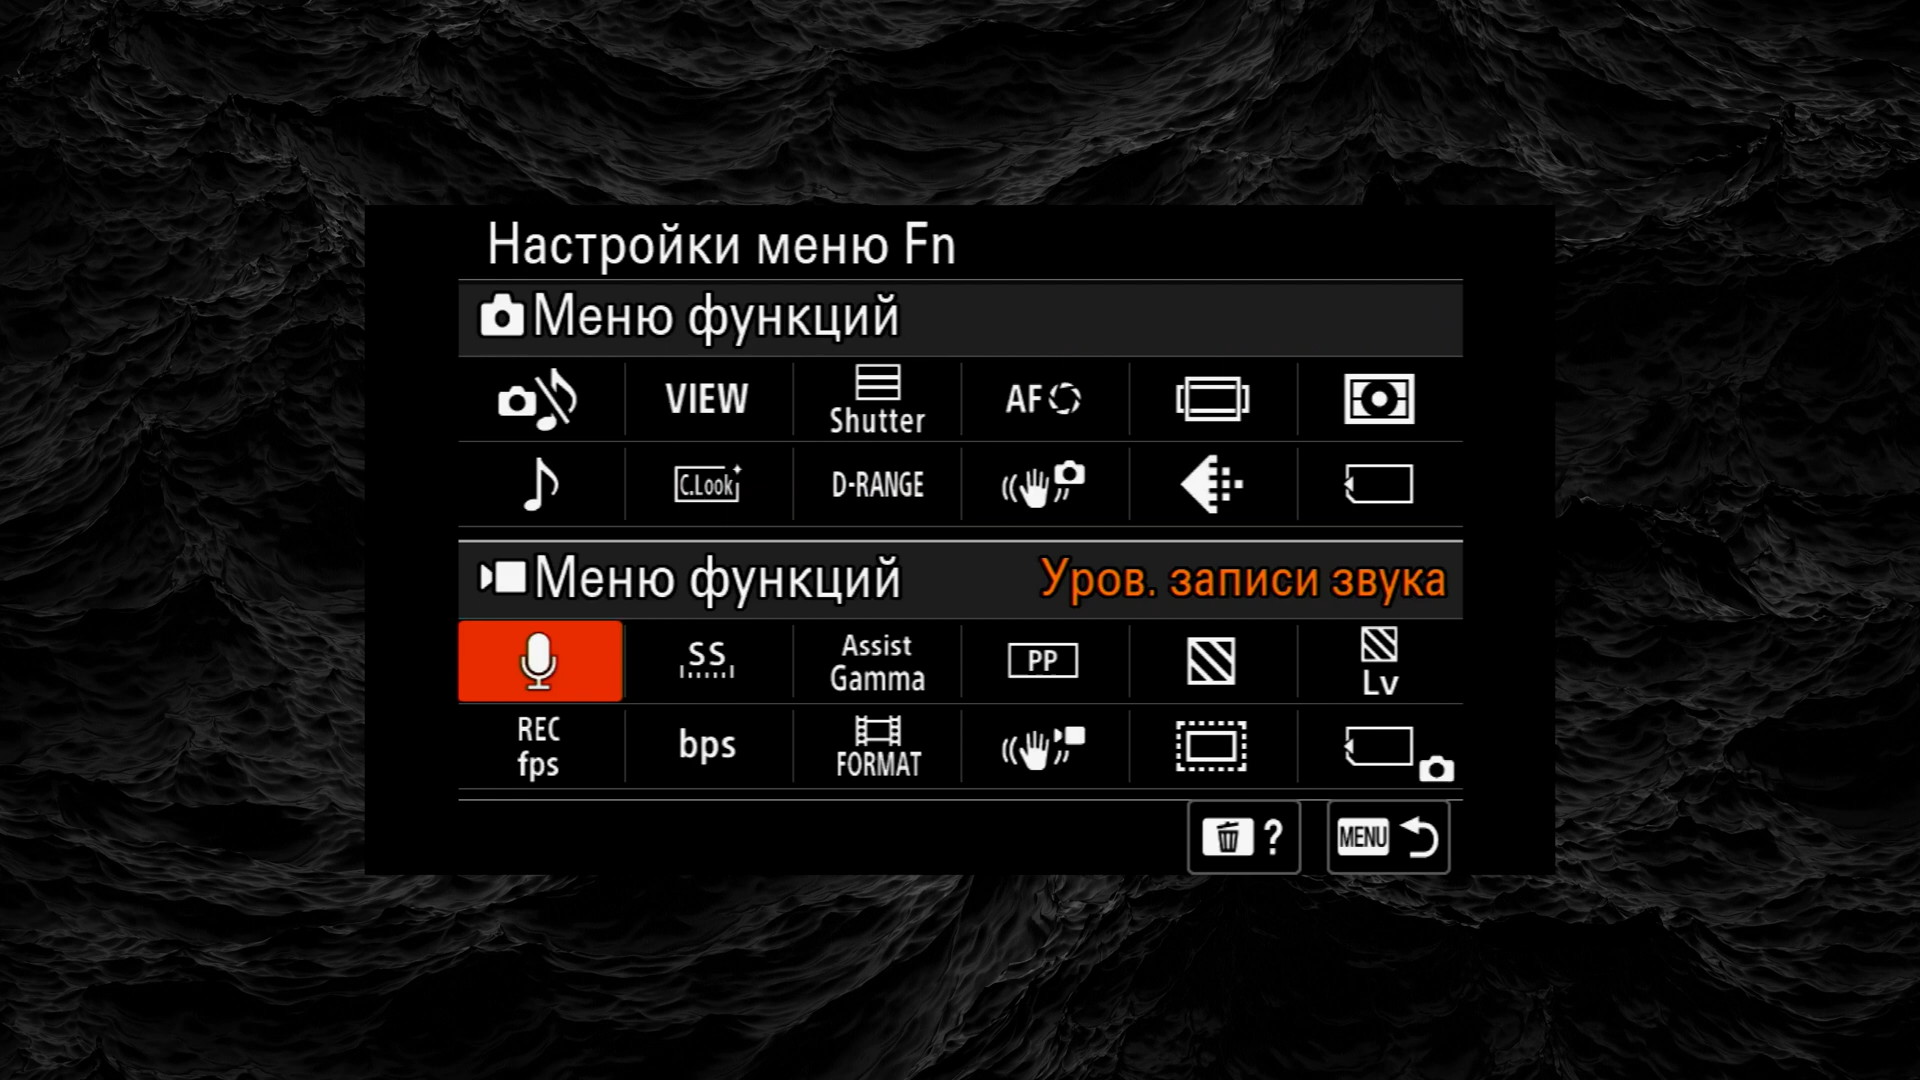 Настройки меню Fn
Меню функций
VIEW
Shutter
AF
C.Look
D-RANGE
Меню функций Уров. записи звука
SS
Assist
Gamma
PP
Lv
REC
fps
bps
FORMAT
? MENU